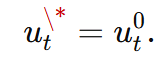 u_t^{\*} = u_t^0.